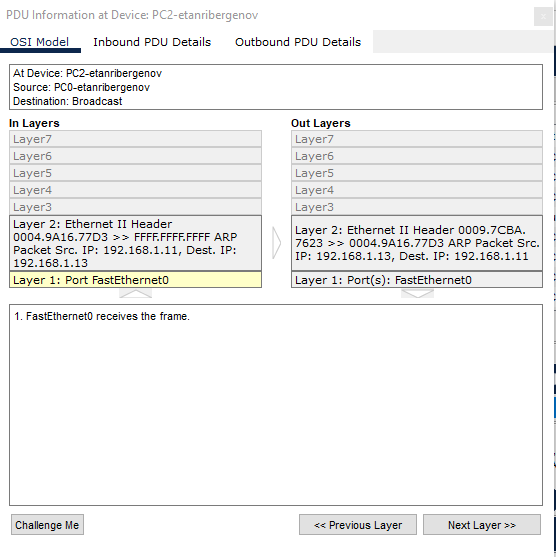 PDU Information at Device: PC2-etanribergenov
OSI Model Inbound PDU Details Outbound PDU Details
At Device: PC2-etanribergenov
Source: PC0-etanribergenov
Destination: Broadcast
In Layers
Layer7
Layer6
Layer5
Layer4
Layer3
Layer 2: Ethernet II Header
0004.9A16.77D3 >> FFFF.FFFF.FFFF ARP
Packet Src. IP: 192.168.1.11, Dest. IP:
192.168.1.13
Layer 1: Port FastEthernet0
Out Layers
Layer7
Layer6
Layer5
Layer4
Layer3
Layer 2: Ethernet II Header 0009.7CBA.
7623 >> 0004.9A16.77D3 ARP Packet Src.
IP: 192.168.1.13, Dest. IP: 192.168.1.11
Layer 1: Port(s): FastEthernet0
1. FastEthernet0 receives the frame.
Challenge Me
<< Previous Layer
Next Layer >>